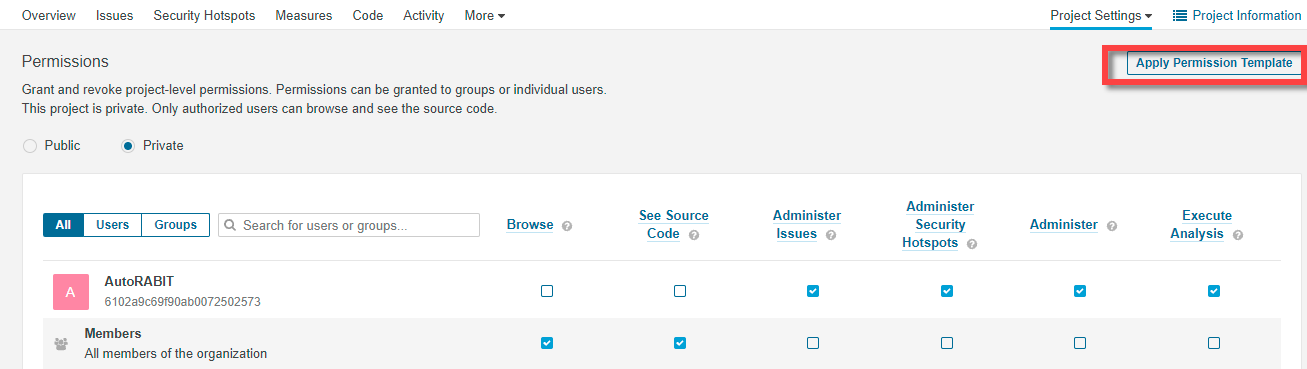 Overview Issues Security Hotspots Measures Code Activity More Project Settings Project Information
Permissions
Apply Permission Template
Grant and revoke project-level permissions. Permissions can be granted to groups or individual users.
This project is private. Only authorized users can browse and see the source code.
Public Private
All Users Groups Search for users or groups...
Browse ?
See Source
Code ?
Administer
Issues ?
Administer
Security
Hotspots ?
Administer ?
Execute
Analysis ?
A
AutoRABIT
6102a9c69f90ab0072502573
Members
All members of the organization